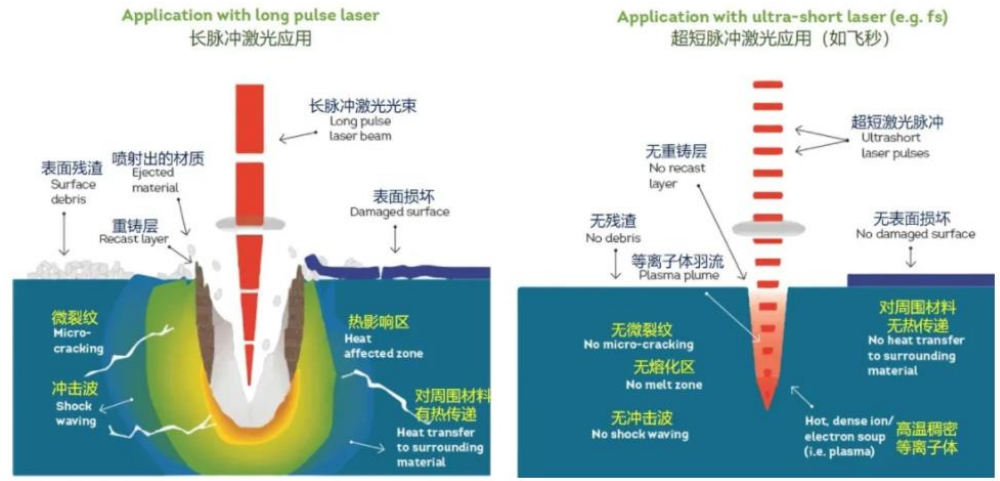 Application with long pulse laser
长脉冲激光应用
长脉冲激光光束
Long pulse
laser beam
喷射出的材质
Ejected
material
表面残渣
Surface
debris
重铸层
Recast layer
表面损坏
Damaged surface
微裂纹
Micro-
cracking
热影响区
Heat
affected zone
冲击波
Shock
waving
对周围材料
有热传递
Heat transfer
to surrounding
material
Application with ultra-short laser (e.g. fs)
超短脉冲激光应用（如飞秒）
超短激光脉冲
Ultrashort
laser pulses
无重铸层
No recast
layer
无残渣
No debris
无表面损坏
No damaged surface
等离子体羽流
Plasma plume
对周围材料
无热传递
No heat transfer
to surrounding
material
无微裂纹
No micro-cracking
无熔化区
No melt zone
无冲击波
No shock waving
Hot, dense ion/
electron soup
(i.e. plasma)
高温稠密
等离子体